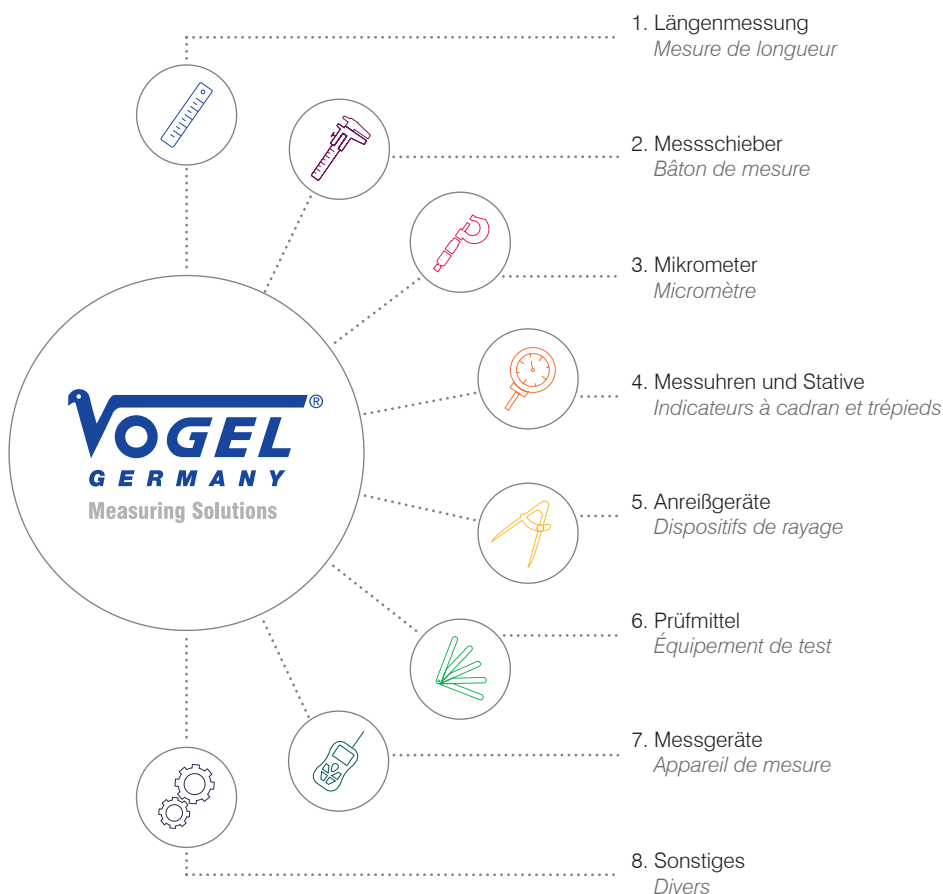 1. Längenmessung
Mesure de longueur
2. Messschieber
Bâton de mesure
3. Mikrometer
Micromètre
4. Messuhren und Stative
Indicateurs à cadran et trépieds
VOGEL®
GERMANY
Measuring Solutions
5. Anreißgeräte
Dispositifs de rayage
6. Prüfmittel
Équipement de test
7. Messgeräte
Appareil de mesure
8. Sonstiges
Divers